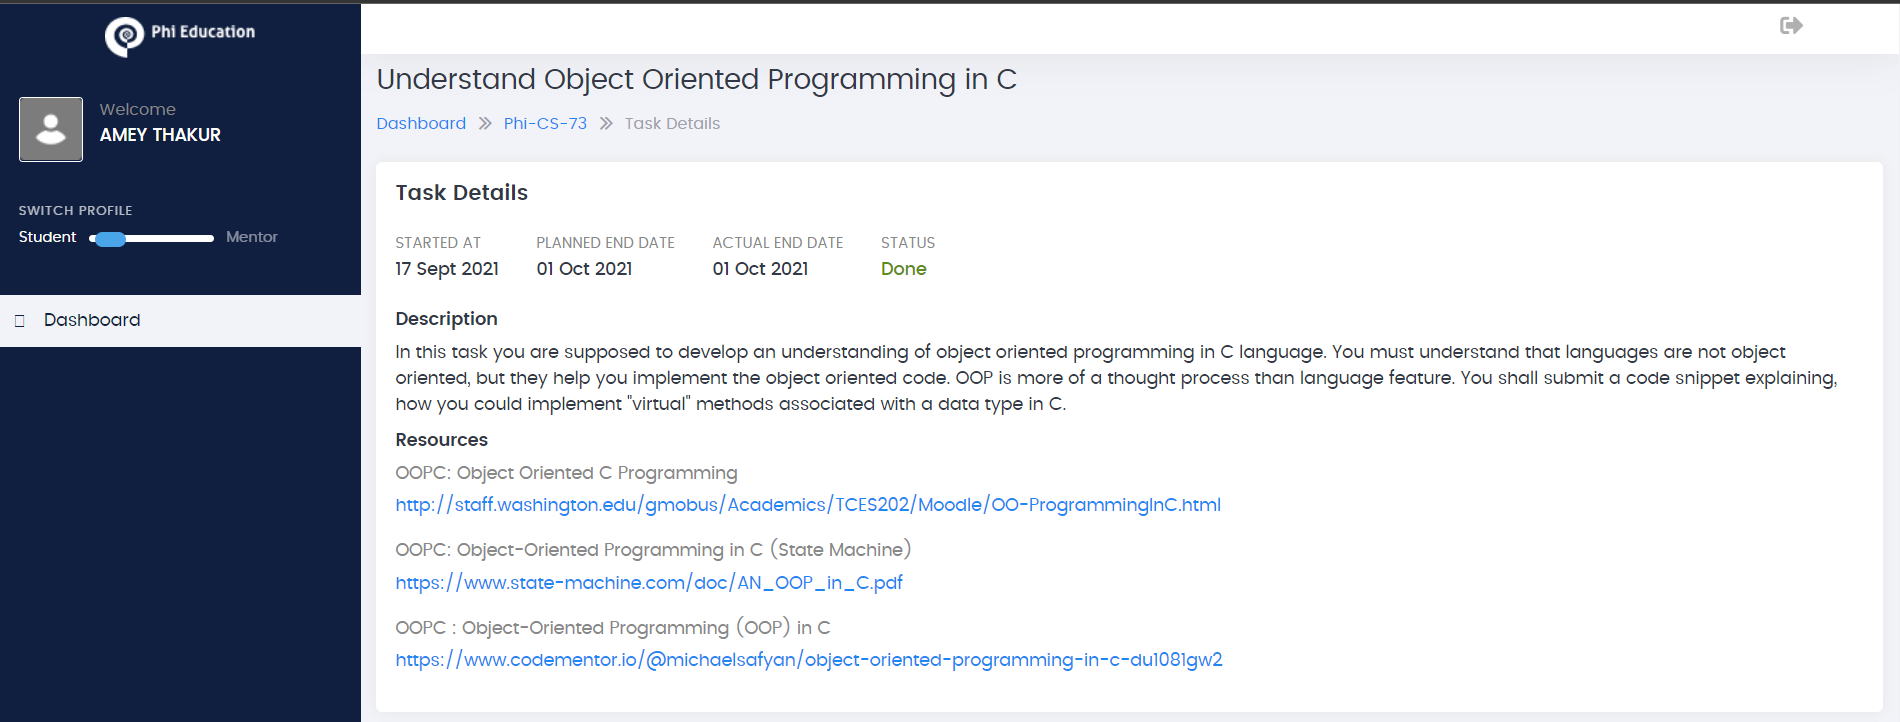 Phi Education
Welcome
AMEY THAKUR
SWITCH PROFILE
Student Mentor
Dashboard
Understand Object Oriented Programming in C
Dashboard >> Phi-CS-73 >> Task Details
Task Details
STARTED AT PLANNED END DATE ACTUAL END DATE STATUS
17 Sept 2021 01 Oct 2021 01 Oct 2021 Done
Description
In this task you are supposed to develop an understanding of object oriented programming in C language. You must understand that languages are not object
oriented, but they help you implement the object oriented code. OOP is more of a thought process than language feature. You shall submit a code snippet explaining,
how you could implement "virtual" methods associated with a data type in C.
Resources
OOPC: Object Oriented C Programming
http://staff.washington.edu/gmobus/Academics/TCES202/Moodle/OO-ProgrammingInC.html
OOPC: Object-Oriented Programming in C (State Machine)
https://www.state-machine.com/doc/AN_OOP_in_C.pdf
OOPC : Object-Oriented Programming (OOP) in C
https://www.codementor.io/@michaelsafyan/object-oriented-programming-in-c-du1081gw2